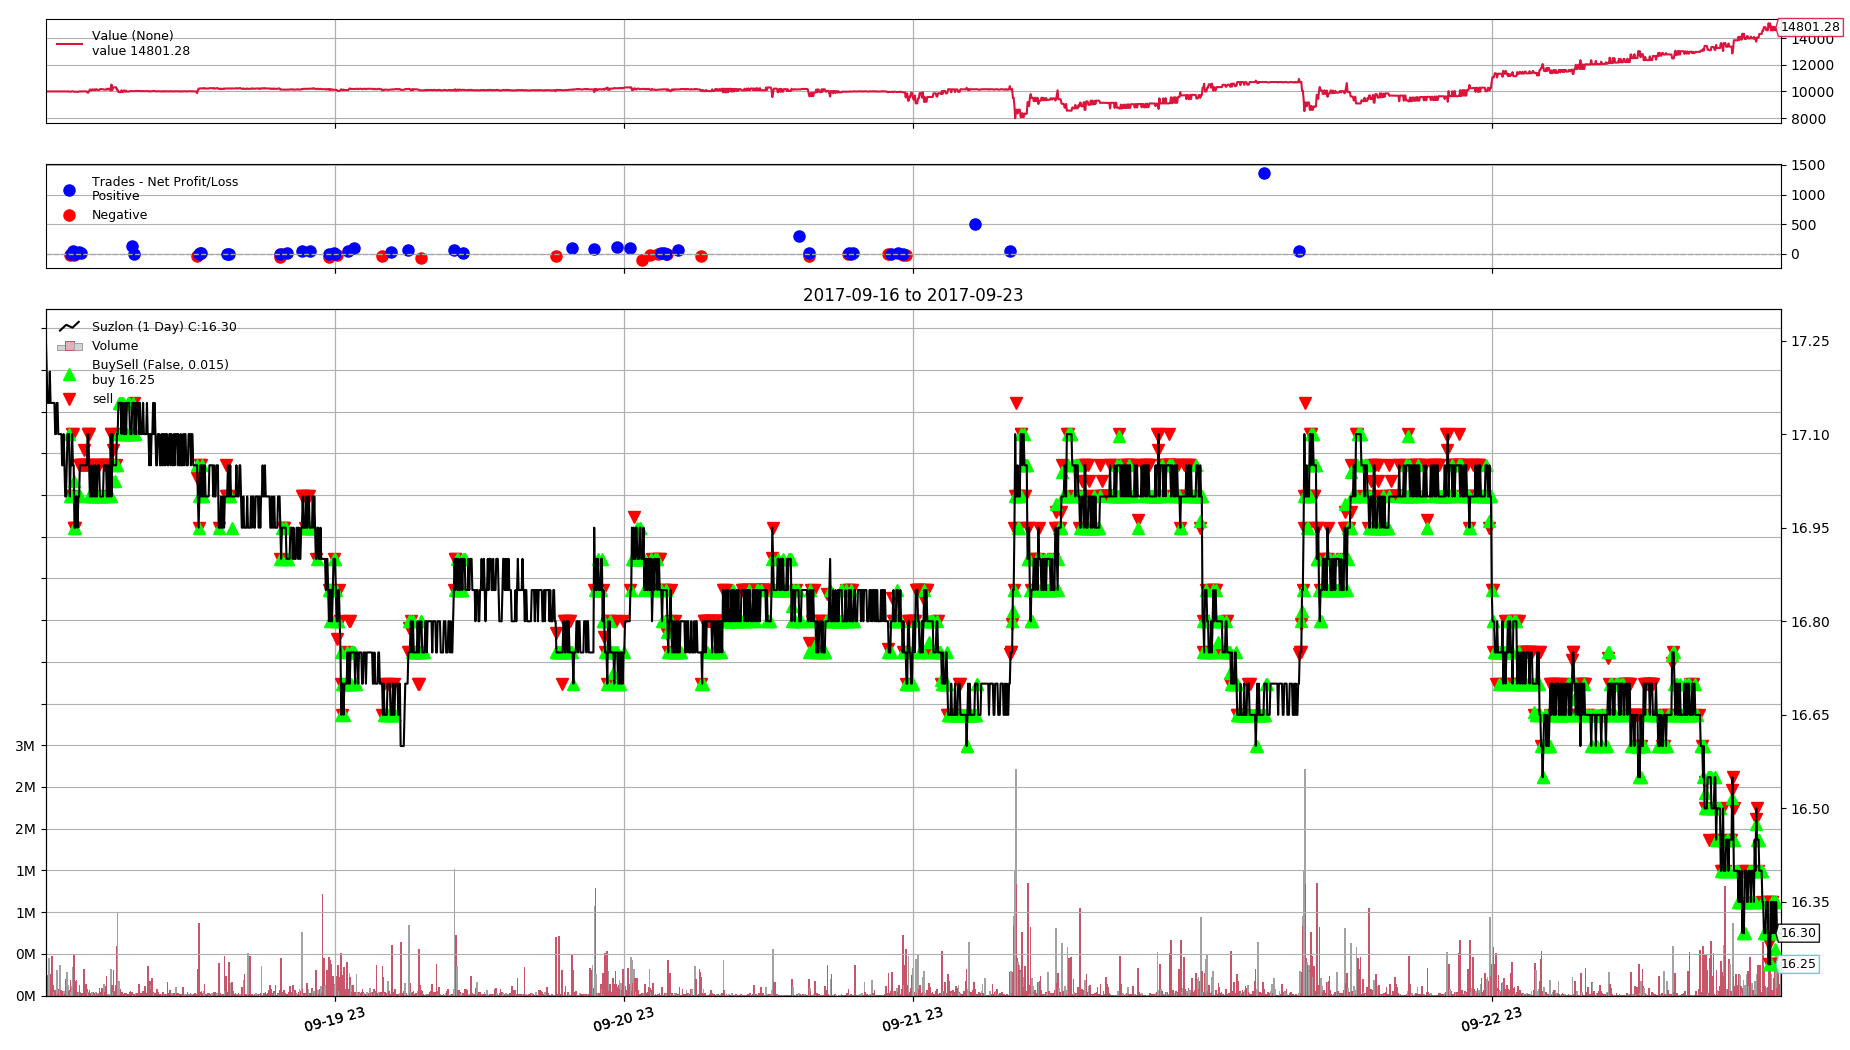 Value (None)
value 14801.28
14801.28
14000
12000
10000
8000
Trades - Net Profit/Loss
Positive
Negative
1500
1000
500
0
2017-09-16 to 2017-09-23
Suzlon (1 Day) C:16.30
Volume
BuySell (False, 0.015)
buy 16.25
sell
17.25
17.10
16.95
16.80
16.65
16.50
16.35
16.30
16.25
3M
2M
2M
1M
1M
0M
0M
09-19 23
09-20 23
09-21 23
09-22 23